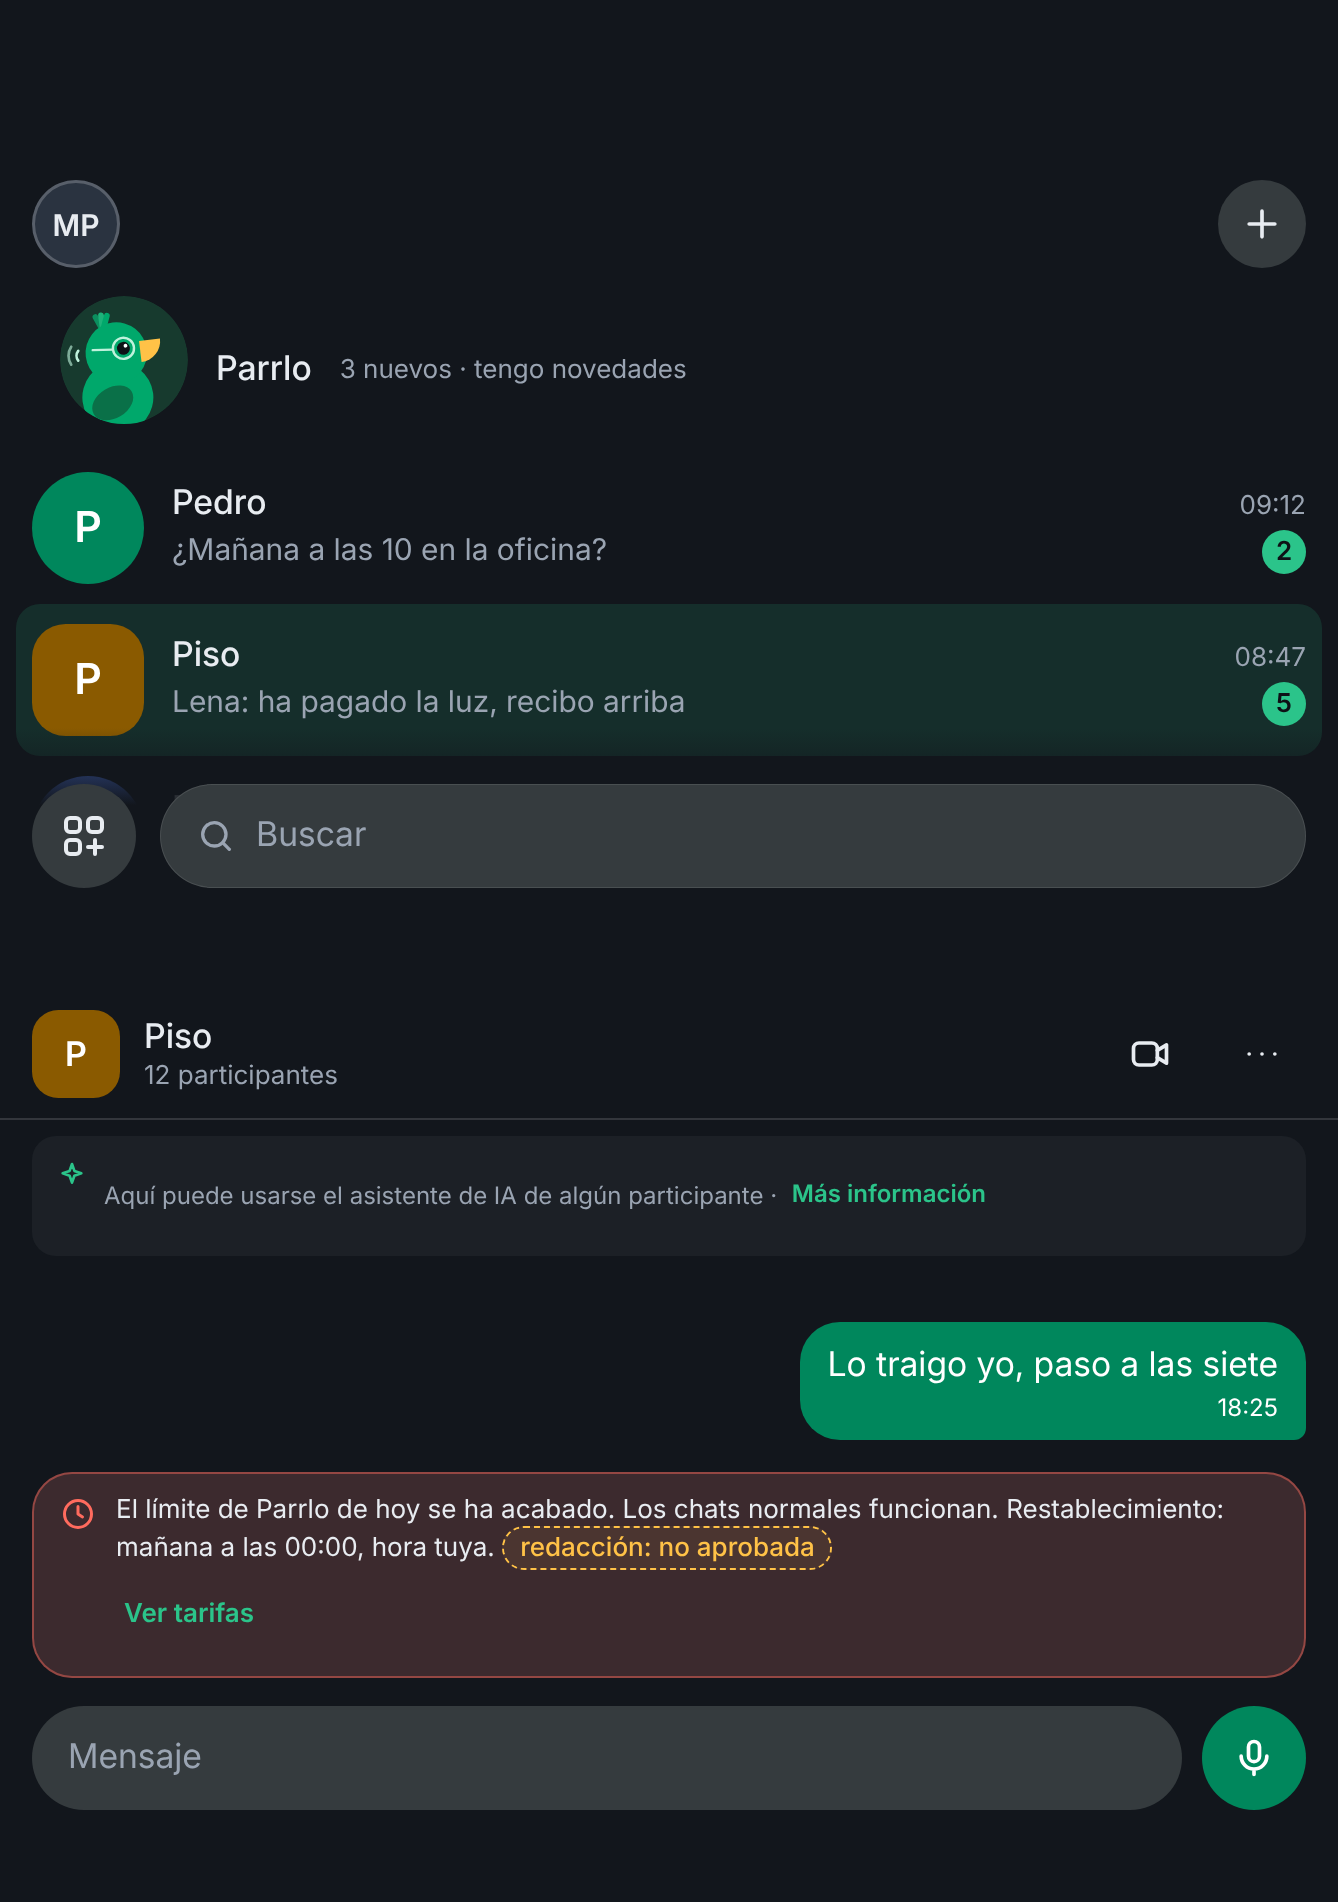 MP
Parrlo 3 nuevos · tengo novedades
P
Pedro 09:12
¿Mañana a las 10 en la oficina? 2
P
Piso 08:47
Lena: ha pagado la luz, recibo arriba 5
Buscar
P
Piso
12 participantes
Aquí puede usarse el asistente de IA de algún participante · Más información
Lo traigo yo, paso a las siete
18:25
El límite de Parrlo de hoy se ha acabado. Los chats normales funcionan. Restablecimiento:
mañana a las 00:00, hora tuya. redacción: no aprobada
Ver tarifas
Mensaje